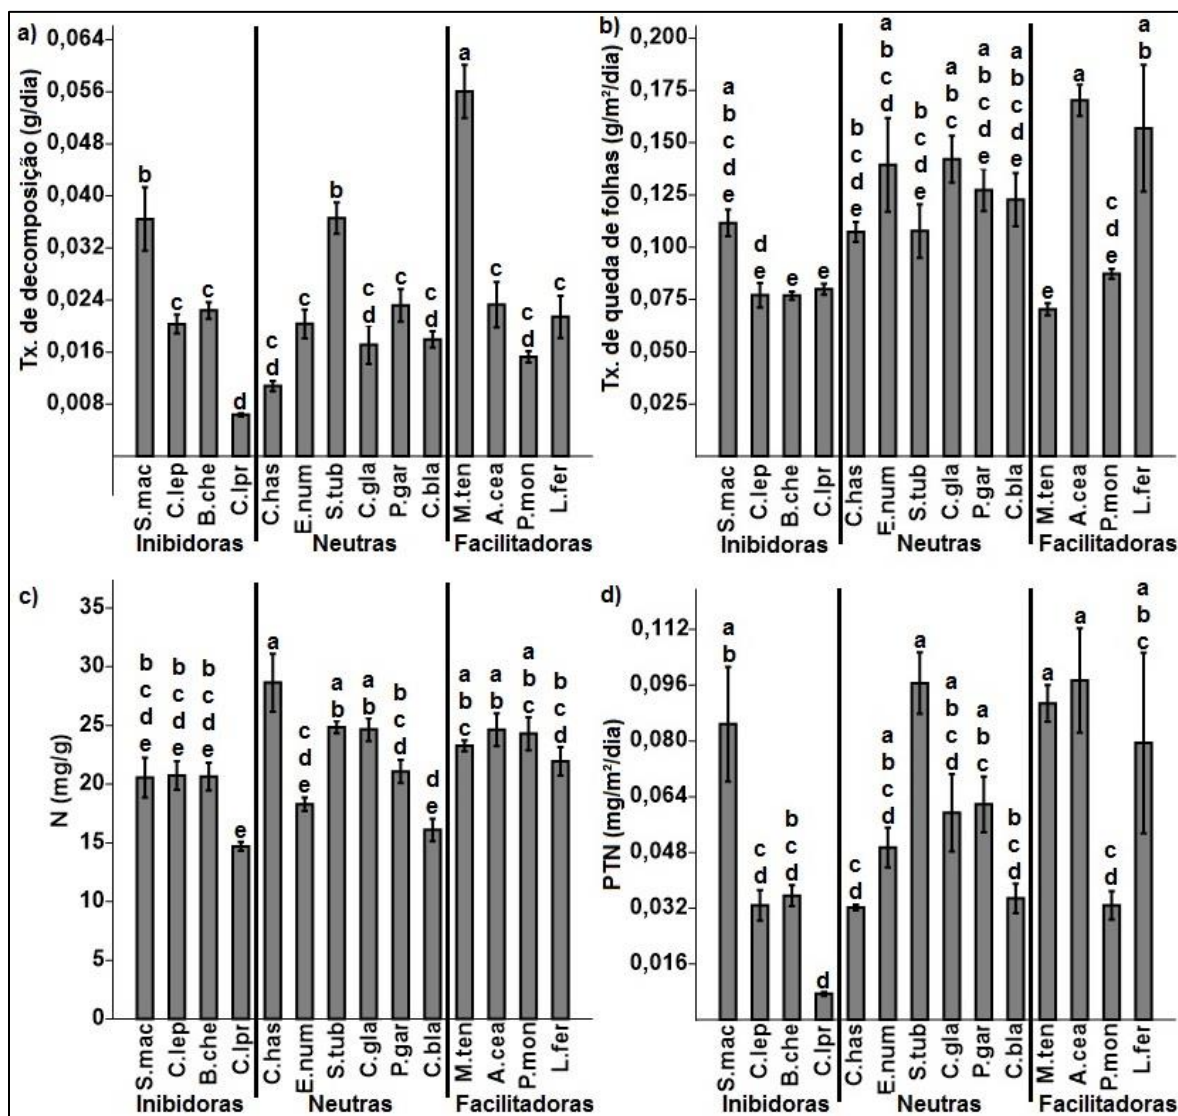 a)
Tx. de decomposição (g/dia)
0,064
0,056
0,048
0,040
0,032
0,024
0,016
0,008
b
c
c
d
c
d
c
b
c
d
c
c
d
a
c
c
d
c
S.mac
C.lep
B.che
C.lpr
C.has
E.num
S.tub
C.gla
P.gar
C.bla
M.ten
A.cea
P.mon
L.fer
Inibidoras
Neutras
Facilitadoras
b)
Tx. de queda de folhas (g/m²/dia)
0,200
0,175
0,150
0,125
0,100
0,075
0,050
0,025
a
b
c
d
e
d
e
e
e
b
c
d
e
a
b
c
d
b
c
d
e
a
b
c
a
b
c
d
e
a
b
c
d
e
e
a
c
d
e
a
b
S.mac
C.lep
B.che
C.lpr
C.has
E.num
S.tub
C.gla
P.gar
C.bla
M.ten
A.cea
P.mon
L.fer
Inibidoras
Neutras
Facilitadoras
c)
N (mg/g)
35
30
25
20
15
10
5
0
b
c
d
e
b
c
d
e
b
c
d
e
e
a
c
d
e
a
b
a
b
b
c
d
d
e
a
b
c
a
b
a
b
c
b
c
d
S.mac
C.lep
B.che
C.lpr
C.has
E.num
S.tub
C.gla
P.gar
C.bla
M.ten
A.cea
P.mon
L.fer
Inibidoras
Neutras
Facilitadoras
d)
PTN (mg/m²/dia)
0,112
0,096
0,080
0,064
0,048
0,032
0,016
a
b
c
d
b
c
d
d
c
d
a
b
c
d
a
a
b
c
d
a
b
c
b
c
d
a
a
c
d
a
b
c
S.mac
C.lep
B.che
C.lpr
C.has
E.num
S.tub
C.gla
P.gar
C.bla
M.ten
A.cea
P.mon
L.fer
Inibidoras
Neutras
Facilitadoras